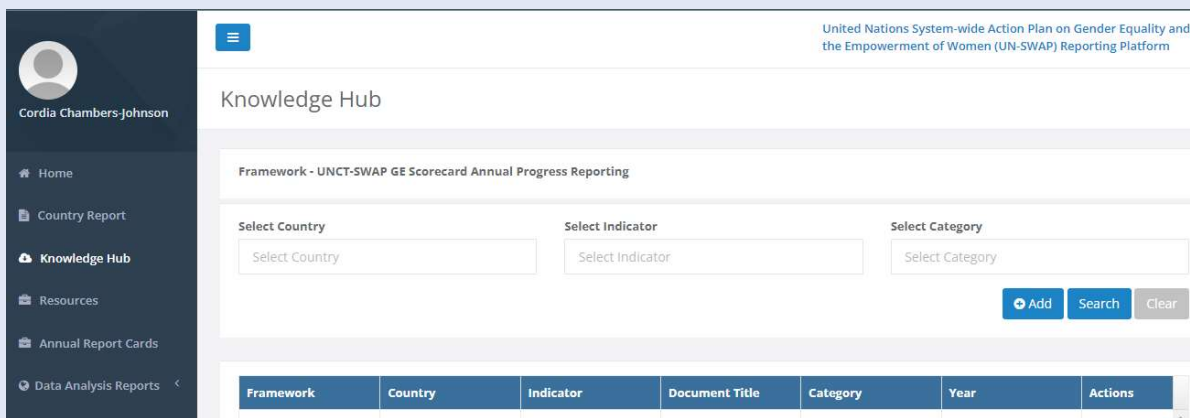 United Nations System-wide Action Plan on Gender Equality and
the Empowerment of Women (UN-SWAP) Reporting Platform
Cordia Chambers-Johnson
Knowledge Hub
Home
Country Report
Knowledge Hub
Resources
Annual Report Cards
Data Analysis Reports
Framework - UNCT-SWAP GE Scorecard Annual Progress Reporting
Select Country Select Indicator Select Category
Select Country Select Indicator Select Category
Add Search Clear
Framework Country Indicator Document Title Category Year Actions